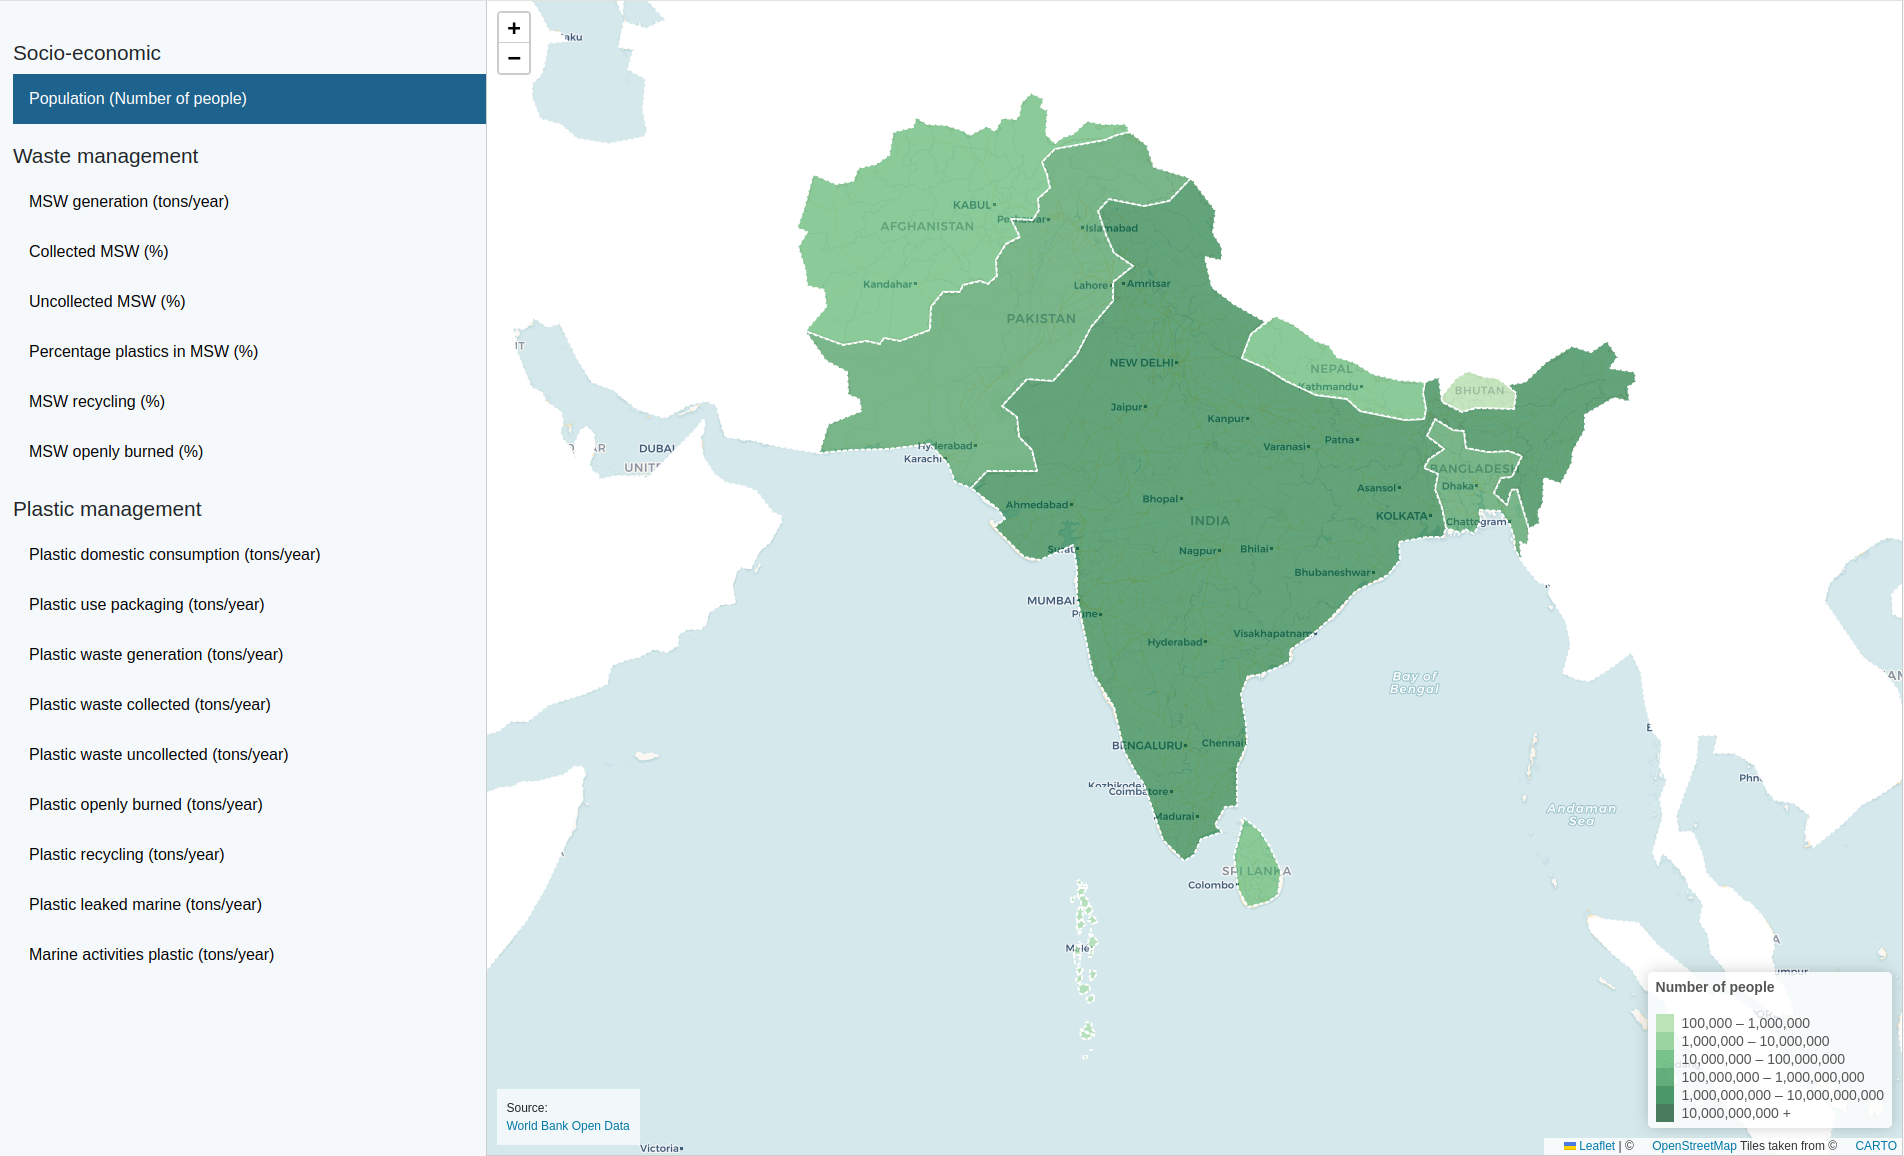 Socio-economic
Population (Number of people)
Waste management
MSW generation (tons/year)
Collected MSW (%)
Uncollected MSW (%)
Percentage plastics in MSW (%)
MSW recycling (%)
MSW openly burned (%)
Plastic management
Plastic domestic consumption (tons/year)
Plastic use packaging (tons/year)
Plastic waste generation (tons/year)
Plastic waste collected (tons/year)
Plastic waste uncollected (tons/year)
Plastic openly burned (tons/year)
Plastic recycling (tons/year)
Plastic leaked marine (tons/year)
Marine activities plastic (tons/year)
+
−
KABUL
AFGHANISTAN
Islamabad
Kandahar
Lahore
Amritsar
PAKISTAN
NEW DELHI
NEPAL
Kathmandu
BHUTAN
Jaipur
Kanpur
Varanasi
Patna
Hyderabad
Karachi
DUBAI
BANGLADESH
Dhaka
Asansol
Ahmedabad
Bhopal
KOLKATA
Chattogram
INDIA
Surat
Nagpur
Bhilai
Bhubaneshwar
MUMBAI
Pune
Hyderabad
Visakhapatnam
Bay of
Bengal
BENGALURU
Chennai
Kozhikode
Coimbatore
Madurai
Andaman
Sea
SRI LANKA
Colombo
Male
Victoria
Number of people
100,000 – 1,000,000
1,000,000 – 10,000,000
10,000,000 – 100,000,000
100,000,000 – 1,000,000,000
1,000,000,000 – 10,000,000,000
10,000,000,000 +
Source:
World Bank Open Data
Leaflet | © OpenStreetMap Tiles taken from © CARTO